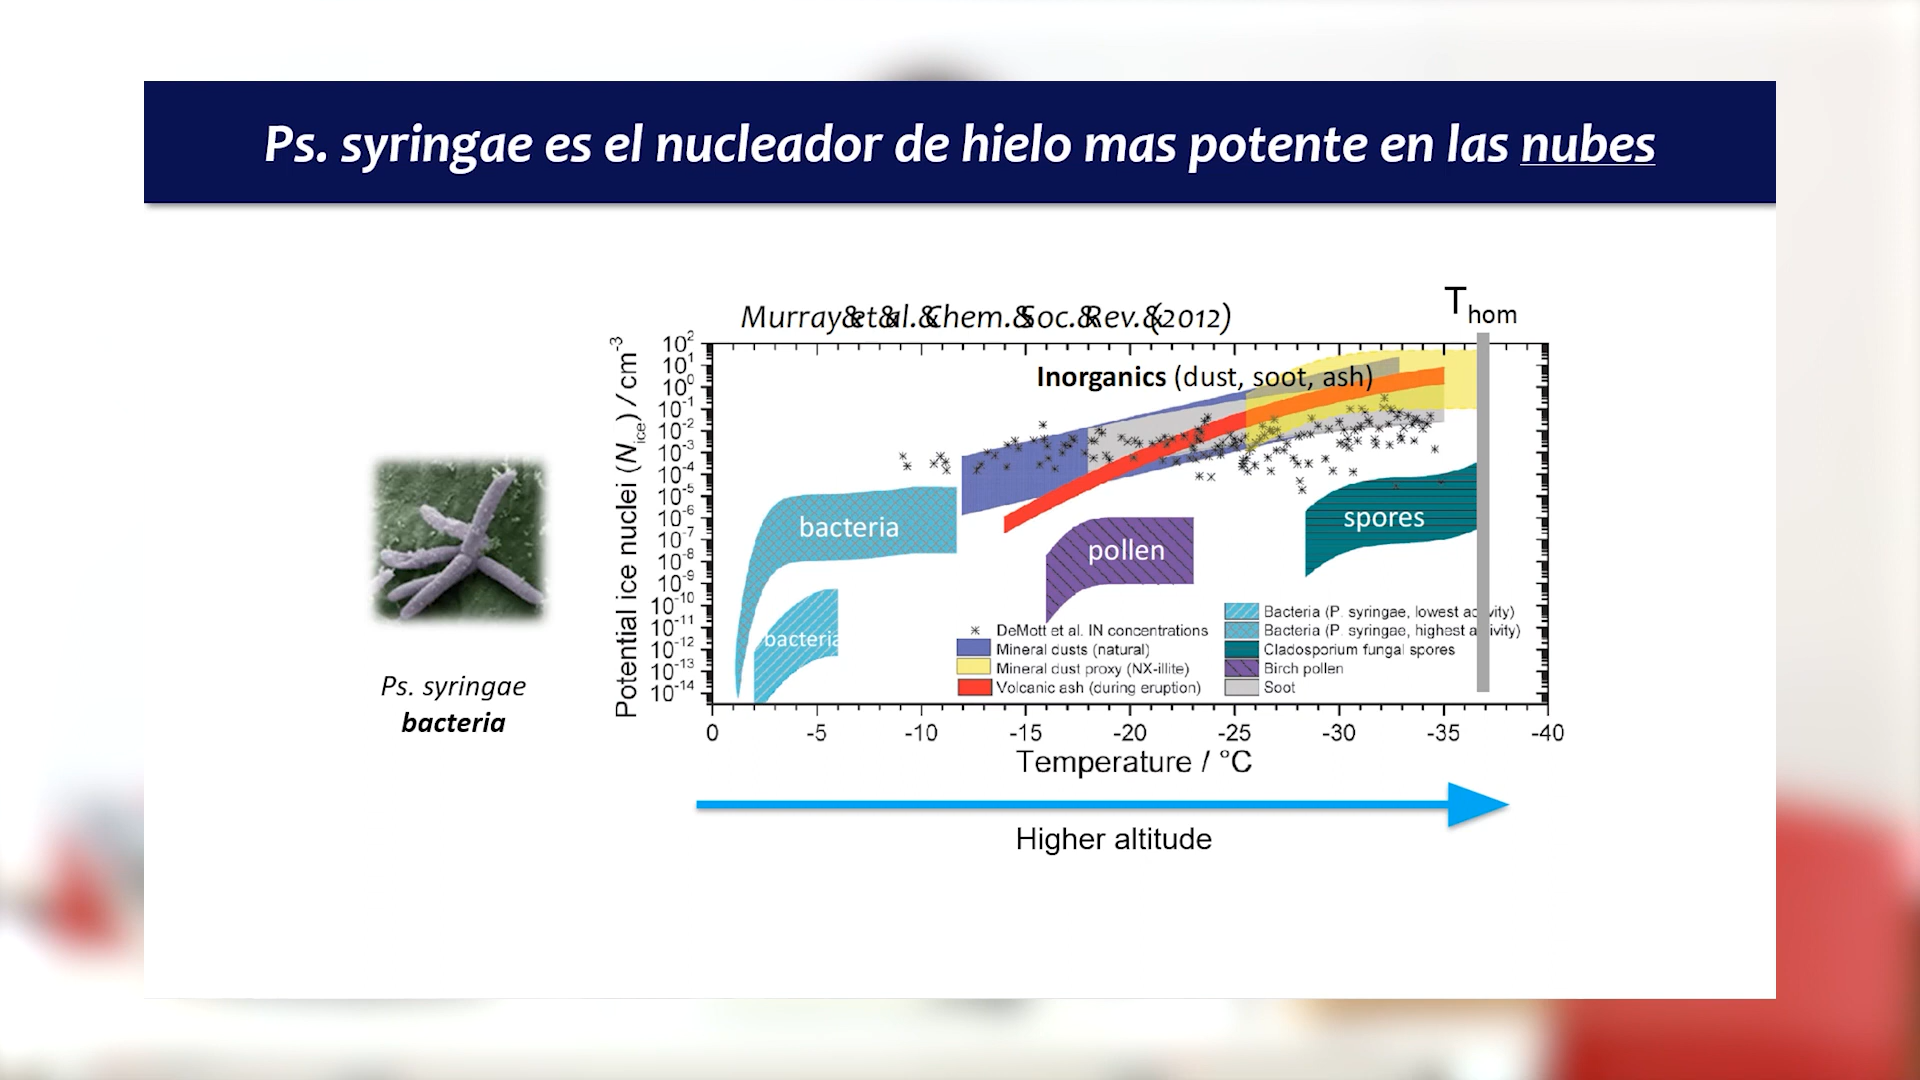 Ps. syringae es el nucleador de hielo mas potente en las nubes
Murray&et&al.&Chem.&Soc.&Rev.&(2012)
T hom
Potential ice nuclei (N ice) / cm-3
10^2
10^1
10^0
10^-1
10^-2
10^-3
10^-4
10^-5
10^-6
10^-7
10^-8
10^-9
10^-10
10^-11
10^-12
10^-13
10^-14
Inorganics (dust, soot, ash)
bacteria
spores
pollen
bacteria
DeMott et al. IN concentrations
Mineral dusts (natural)
Mineral dust proxy (NX-illite)
Volcanic ash (during eruption)
Bacteria (P. syringae, lowest activity)
Bacteria (P. syringae, highest activity)
Cladosporium fungal spores
Birch pollen
Soot
0 -5 -10 -15 -20 -25 -30 -35 -40
Temperature / °C
Higher altitude
Ps. syringae
bacteria